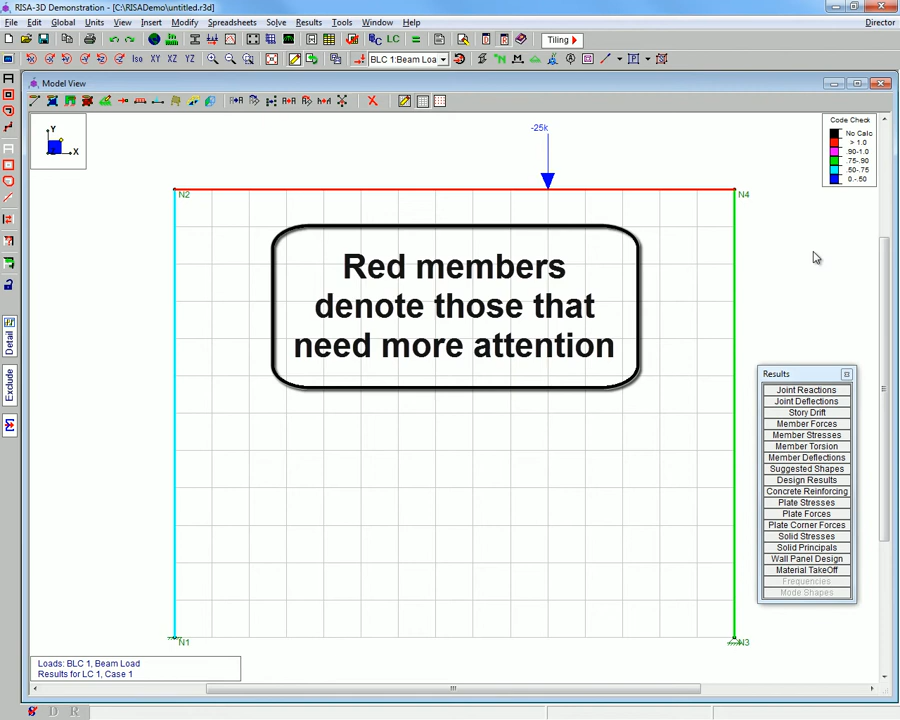 RISA-3D Demonstration - [C:\RISADemo\untitled.r3d]
File Edit Global Units View Insert Modify Spreadsheets Solve Results Tools Window Help Director
LC = Tiling
Iso XY XZ YZ BLC 1:Beam Loa
Model View
Y
X
-25k
Code Check
No Calc
> 1.0
.90-1.0
.75-.90
.50-.75
0.-.50
N2
N4
Red members
denote those that
need more attention
Detail
Exclude
Results
Joint Reactions
Joint Deflections
Story Drift
Member Forces
Member Stresses
Member Torsion
Member Deflections
Suggested Shapes
Design Results
Concrete Reinforcing
Plate Stresses
Plate Forces
Plate Corner Forces
Solid Stresses
Solid Principals
Wall Panel Design
Material TakeOff
Frequencies
Mode Shapes
N1
N3
Loads: BLC 1, Beam Load
Results for LC 1, Case 1
D R